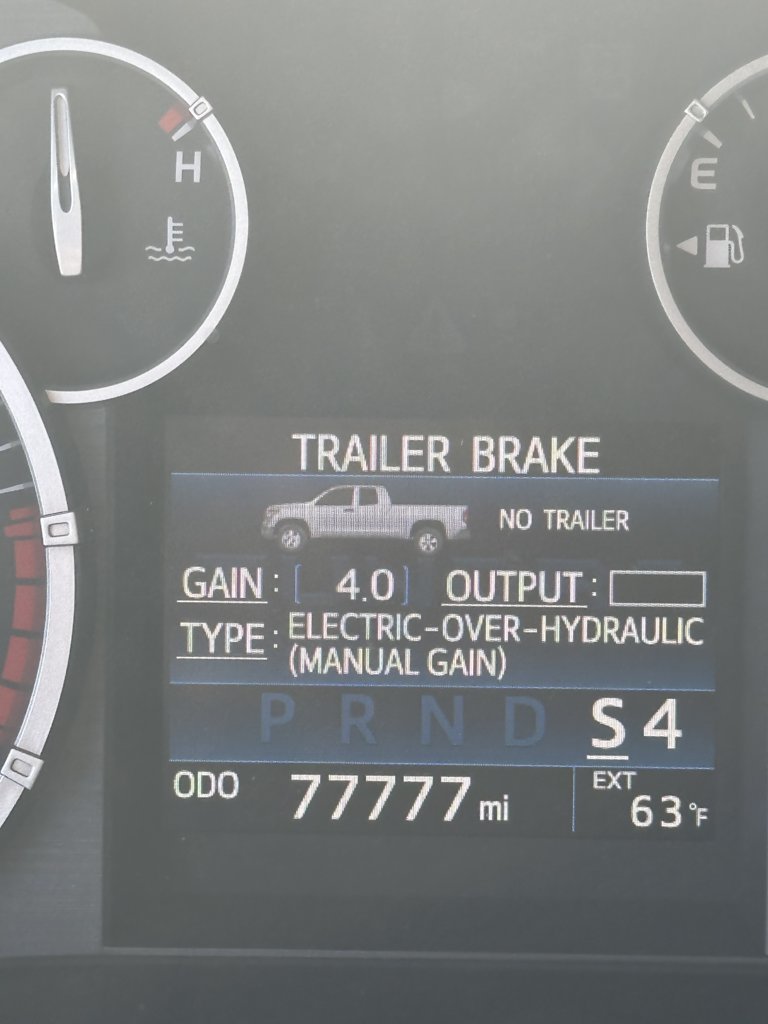 H
E
TRAILER BRAKE
NO TRAILER
GAIN : [ 4.0 ] OUTPUT :
TYPE : ELECTRIC-OVER-HYDRAULIC
(MANUAL GAIN)
P R N D S 4
ODO 77777 mi EXT 63°F